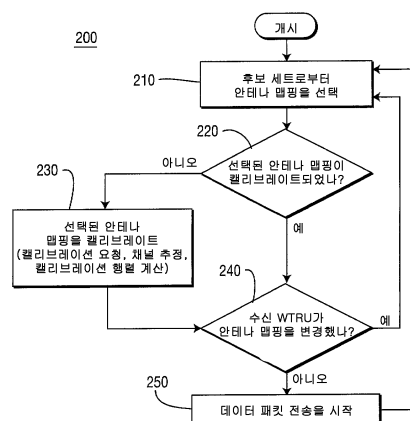 200
개시
210
후보 세트로부터
안테나 맵핑을 선택
220
선택된 안테나 맵핑이
캘리브레이트되었나?
아니오
예
230
선택된 안테나
맵핑을 캘리브레이트
(캘리브레이션 요청, 채널 추정,
캘리브레이션 행렬 계산)
240
수신 WTRU가
안테나 맵핑을 변경했나?
예
아니오
250
데이터 패킷 전송을 시작